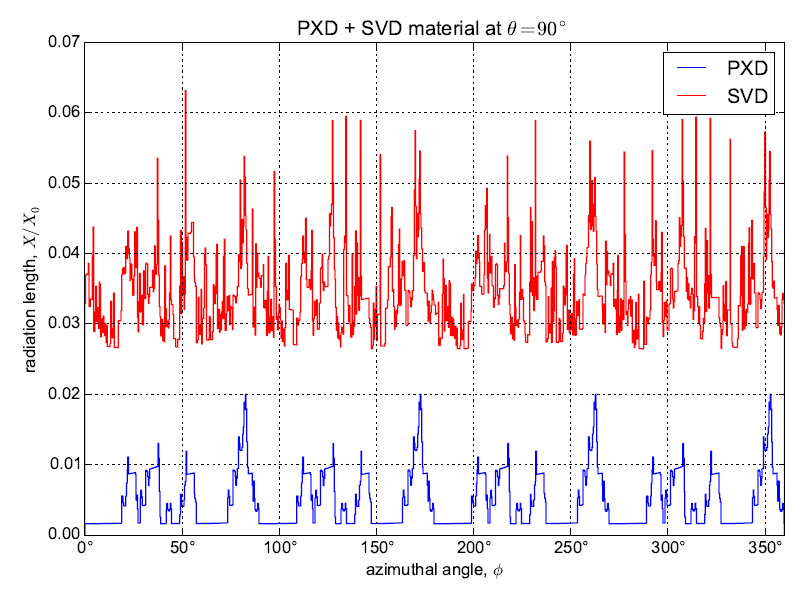 PXD + SVD material at θ=90°
PXD
SVD
0.07
0.06
0.05
0.04
0.03
0.02
0.01
0.00
radiation length, X/X₀
0° 50° 100° 150° 200° 250° 300° 350°
azimuthal angle, ϕ